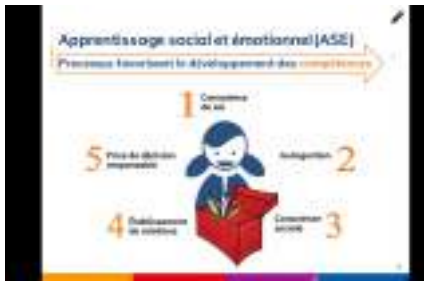 Apprentissage social et émotionnel (ASE)
Processus favorisant le développement des compétences
1 Conscience
de soi
5 Prise de décision
responsable
Autogestion 2
4 Établissement
de relations
Conscience
sociale 3